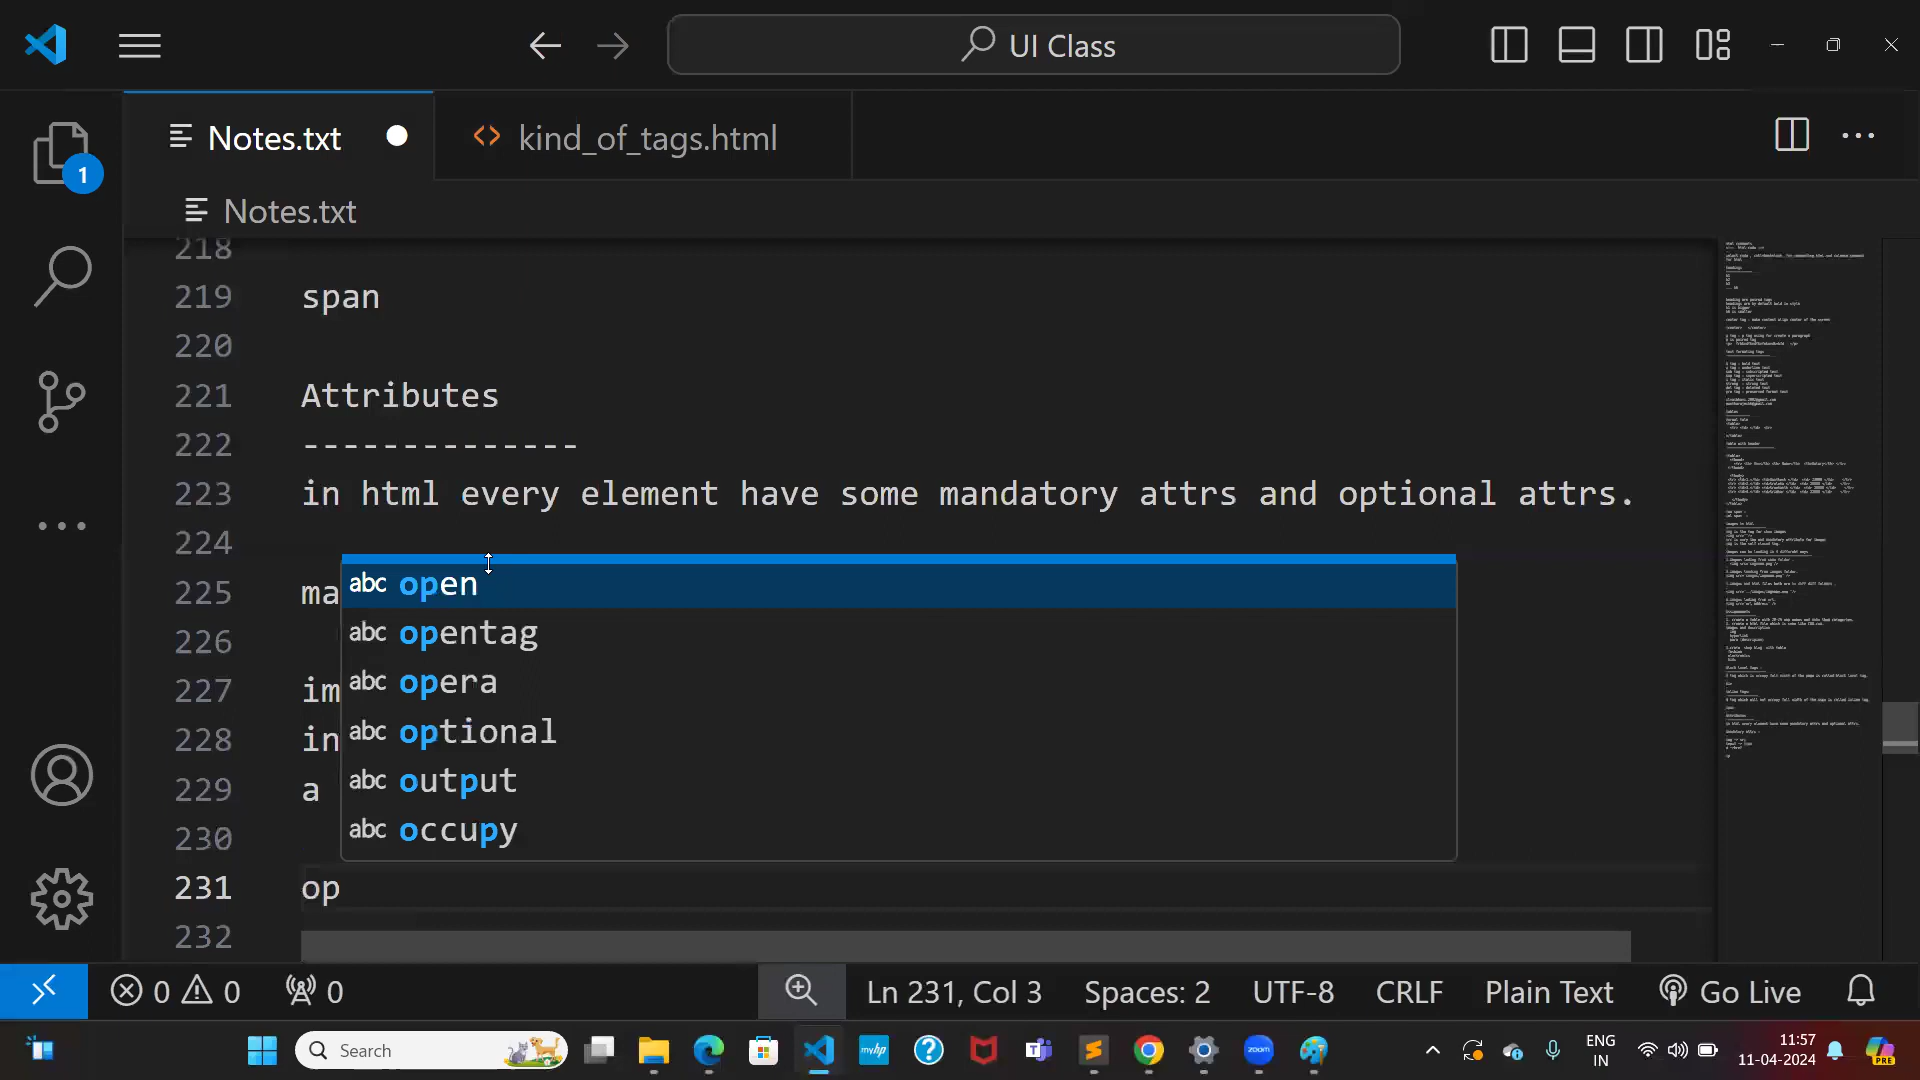 UI Class
Notes.txt
kind_of_tags.html
1
Notes.txt
218
219 span
220
221 Attributes
222 --------------
223 in html every element have some mandatory attrs and optional attrs.
224
225 ma
226
227 im
228 in
229 a
230
231 op
232
abc open
abc opentag
abc opera
abc optional
abc output
abc occupy
0 0 0
Ln 231, Col 3
Spaces: 2
UTF-8
CRLF
Plain Text
Go Live
Search
myhp
zoom
ENG
IN
11:57
11-04-2024
PRE